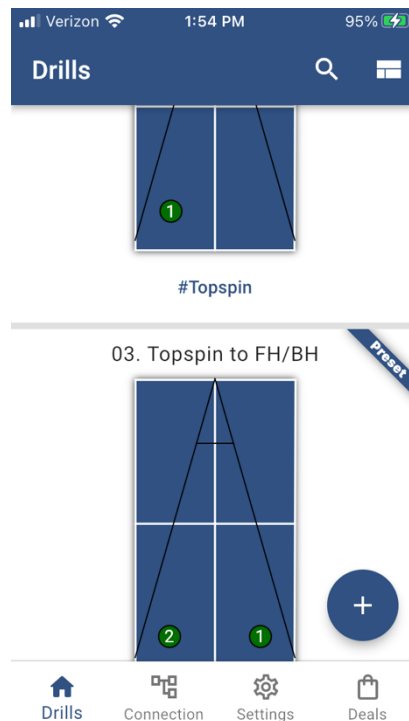 Verizon 1:54 PM 95%
Drills
1
#Topspin
03. Topspin to FH/BH
Preset
2 1
+
Drills Connection Settings Deals